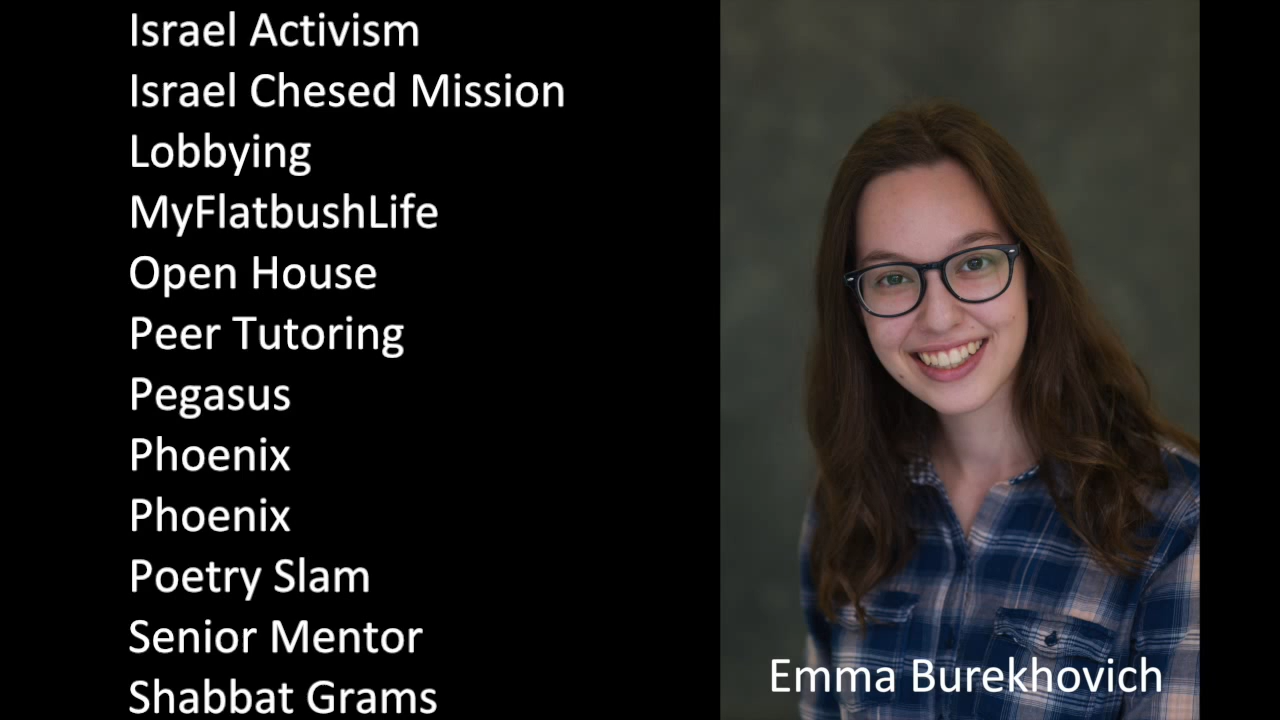 Israel Activism
Israel Chesed Mission
Lobbying
MyFlatbushLife
Open House
Peer Tutoring
Pegasus
Phoenix
Phoenix
Poetry Slam
Senior Mentor
Shabbat Grams
Emma Burekhovich